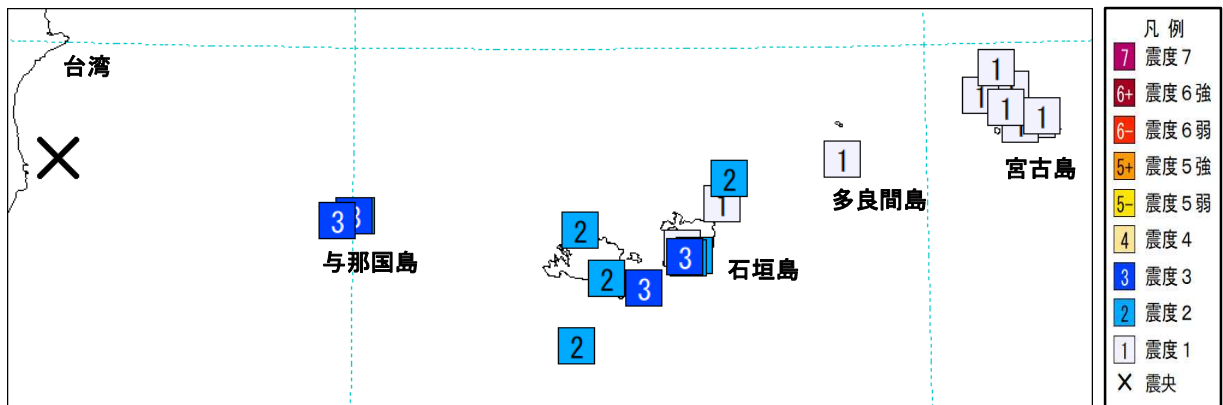 台湾
与那国島
石垣島
多良間島
宮古島
3
3
2
2
3
2
3
2
1
1
1
1
1
1
凡例
7 震度7
6+ 震度6強
6- 震度6弱
5+ 震度5強
5- 震度5弱
4 震度4
3 震度3
2 震度2
1 震度1
× 震央